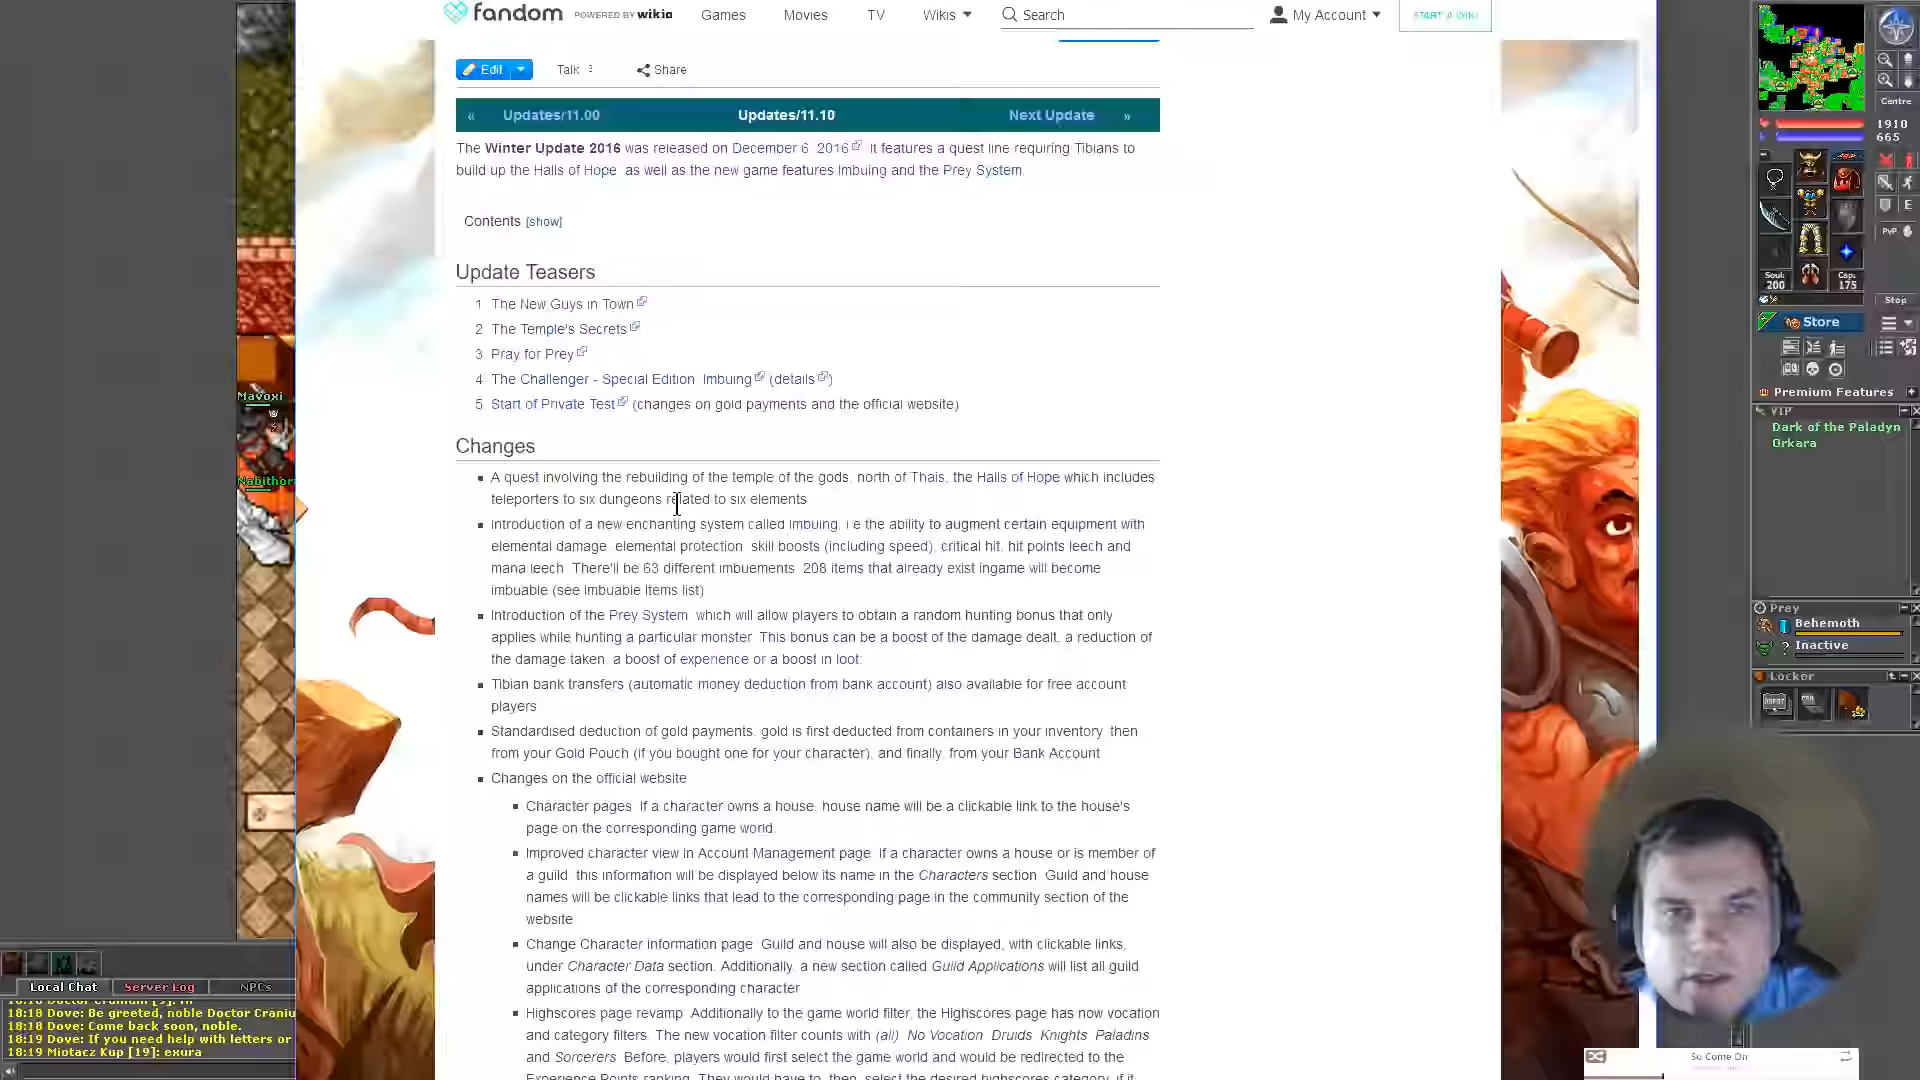 fandom POWERED BY wikia Games Movies TV Wikis Search My Account START A WIKI
Edit Talk 3 Share
« Updates/11.00 Updates/11.10 Next Update »
The Winter Update 2016 was released on December 6 2016 It features a quest line requiring Tibians to
build up the Halls of Hope as well as the new game features Imbuing and the Prey System
Contents [show]
Update Teasers
1 The New Guys in Town
2 The Temple's Secrets
3 Pray for Prey
4 The Challenger - Special Edition Imbuing (details)
5 Start of Private Test (changes on gold payments and the official website)
Changes
A quest involving the rebuilding of the temple of the gods, north of Thais, the Halls of Hope which includes
teleporters to six dungeons related to six elements
Introduction of a new enchanting system called Imbuing, i e the ability to augment certain equipment with
elemental damage elemental protection skill boosts (including speed), critical hit, hit points leech and
mana leech There'll be 63 different imbuements 208 items that already exist ingame will become
imbuable (see Imbuable Items list)
Introduction of the Prey System which will allow players to obtain a random hunting bonus that only
applies while hunting a particular monster This bonus can be a boost of the damage dealt, a reduction of
the damage taken, a boost of experience or a boost in loot;
Tibian bank transfers (automatic money deduction from bank account) also available for free account
players
Standardised deduction of gold payments, gold is first deducted from containers in your inventory then
from your Gold Pouch (if you bought one for your character), and finally, from your Bank Account
Changes on the official website
Character pages If a character owns a house, house name will be a clickable link to the house's
page on the corresponding game world.
Improved character view in Account Management page If a character owns a house or is member of
a guild this information will be displayed below its name in the Characters section Guild and house
names will be clickable links that lead to the corresponding page in the community section of the
website
Change Character information page Guild and house will also be displayed, with clickable links,
under Character Data section. Additionally, a new section called Guild Applications will list all guild
applications of the corresponding character
Highscores page revamp Additionally to the game world filter, the Highscores page has now vocation
and category filters. The new vocation filter counts with (all) No Vocation Druids Knights Paladins
and Sorcerers Before, players would first select the game world and would be redirected to the
Experience Points ranking. They would have to, then, select the desired highscores category, if it
Mavoxi
Nabithor
Local Chat Server Log NPCs
18:18 Dove: Be greeted, noble Doctor Craniu
18:18 Dove: Come back soon, noble.
18:19 Dove: If you need help with letters or
18:19 Miotacz Kup [19]: exura
Centre
1910
665
E
PvP
Soul:
200
Cap:
175
Stop
Store
Premium Features
VIP
Dark of the Paladyn
Orkara
Prey
Behemoth
? Inactive
Locker
So Come On